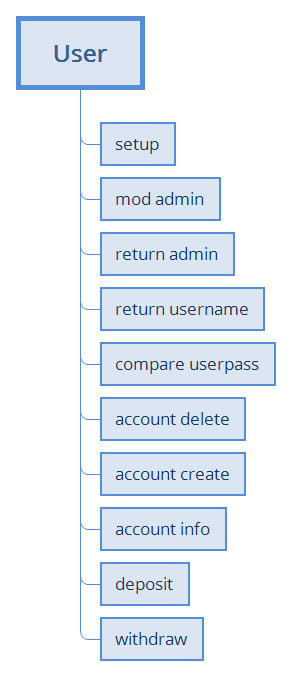 User
setup
mod admin
return admin
return username
compare userpass
account delete
account create
account info
deposit
withdraw